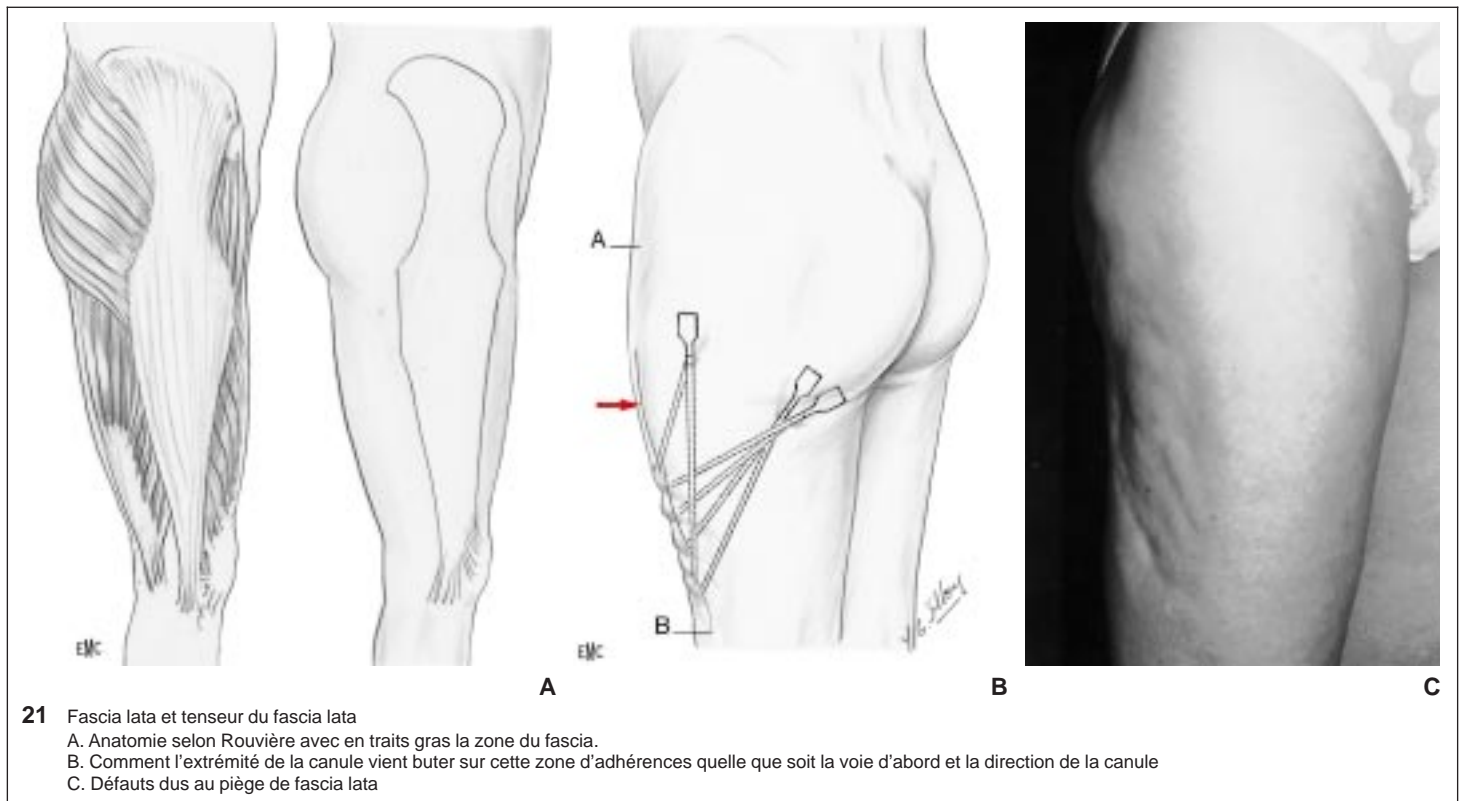 A
B
EMC
EMC
A
B
C
21 Fascia lata et tenseur du fascia lata
A. Anatomie selon Rouvière avec en traits gras la zone du fascia.
B. Comment l'extrémité de la canule vient buter sur cette zone d'adhérences quelle que soit la voie d'abord et la direction de la canule
C. Défauts dus au piège de fascia lata